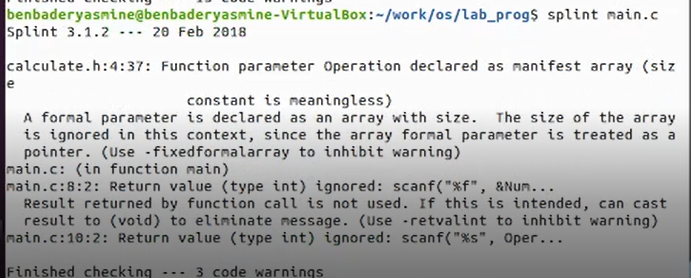 Finished checking --- 3 code warnings
benbaderyasmine@benbaderyasmine-VirtualBox:~/work/os/lab_prog$ splint main.c
Splint 3.1.2 --- 20 Feb 2018
calculate.h:4:37: Function parameter Operation declared as manifest array (siz
e
constant is meaningless)
A formal parameter is declared as an array with size.  The size of the array
is ignored in this context, since the array formal parameter is treated as a
pointer. (Use -fixedformalarray to inhibit warning)
main.c: (in function main)
main.c:8:2: Return value (type int) ignored: scanf("%f", &Num...
Result returned by function call is not used. If this is intended, can cast
result to (void) to eliminate message. (Use -retvalint to inhibit warning)
main.c:10:2: Return value (type int) ignored: scanf("%s", Oper...
Finished checking --- 3 code warnings